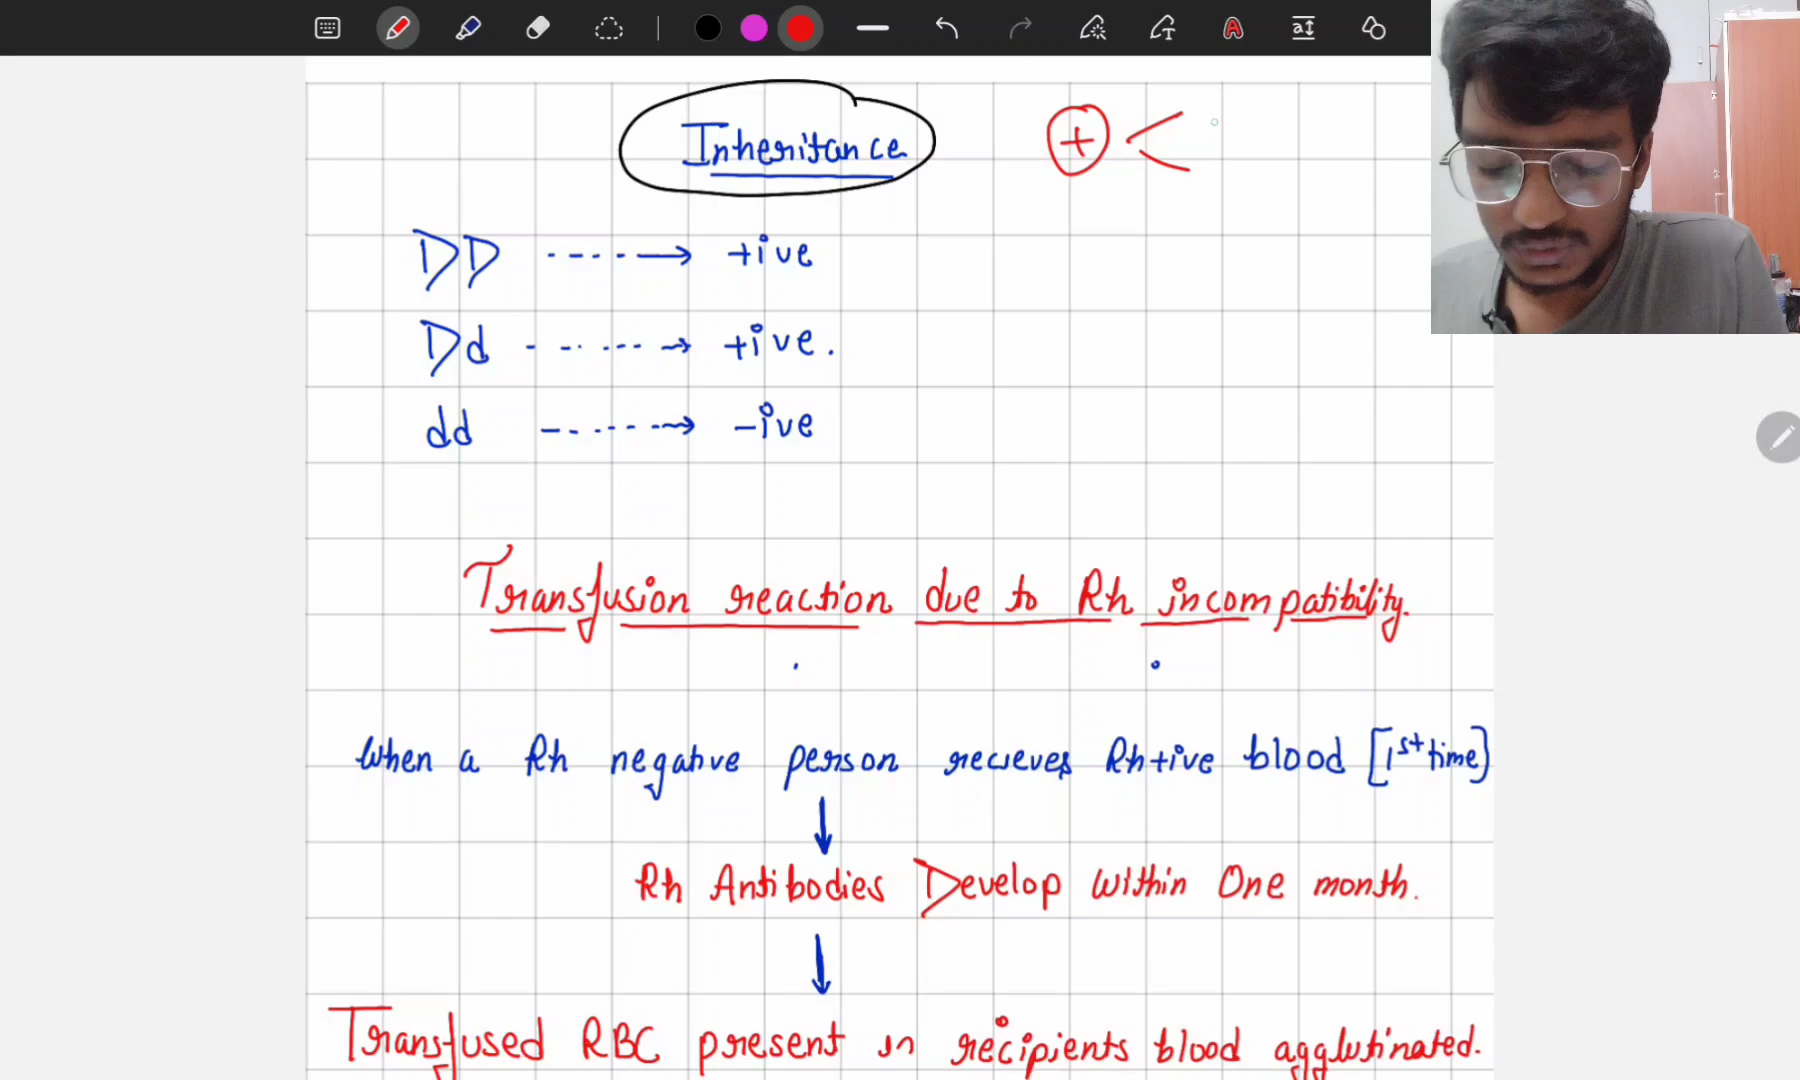 Inheritance + <
DD ----→ +ive
Dd -----→ +ive.
dd -----→ -ive
Transfusion reaction due to Rh incompatibility.
When a Rh negative person recieves Rh+ive blood [1st time]
↓
Rh Antibodies Develop within One month.
↓
Transfused RBC present in recipients blood agglutinated.